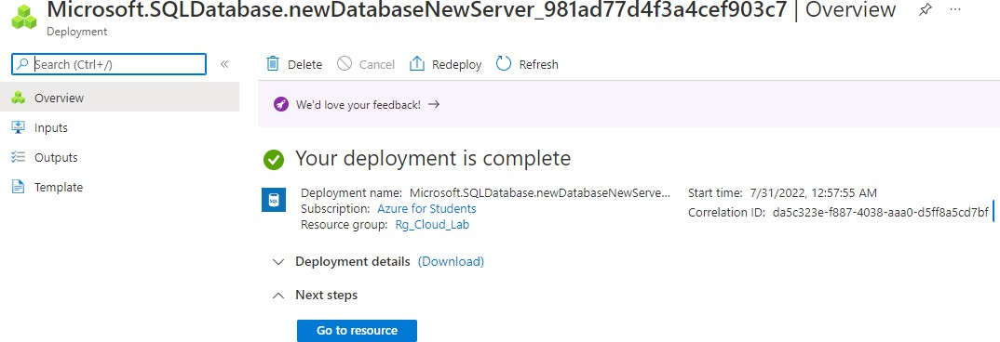 Microsoft.SQLDatabase.newDatabaseNewServer_981ad77d4f3a4cef903c7 | Overview
Deployment
Search (Ctrl+/)
Delete
Cancel
Redeploy
Refresh
Overview
Inputs
Outputs
Template
We'd love your feedback!
Your deployment is complete
Deployment name: Microsoft.SQLDatabase.newDatabaseNewServe...
Subscription: Azure for Students
Resource group: Rg_Cloud_Lab
Start time: 7/31/2022, 12:57:55 AM
Correlation ID: da5c323e-f887-4038-aaa0-d5ff8a5cd7bf
Deployment details (Download)
Next steps
Go to resource